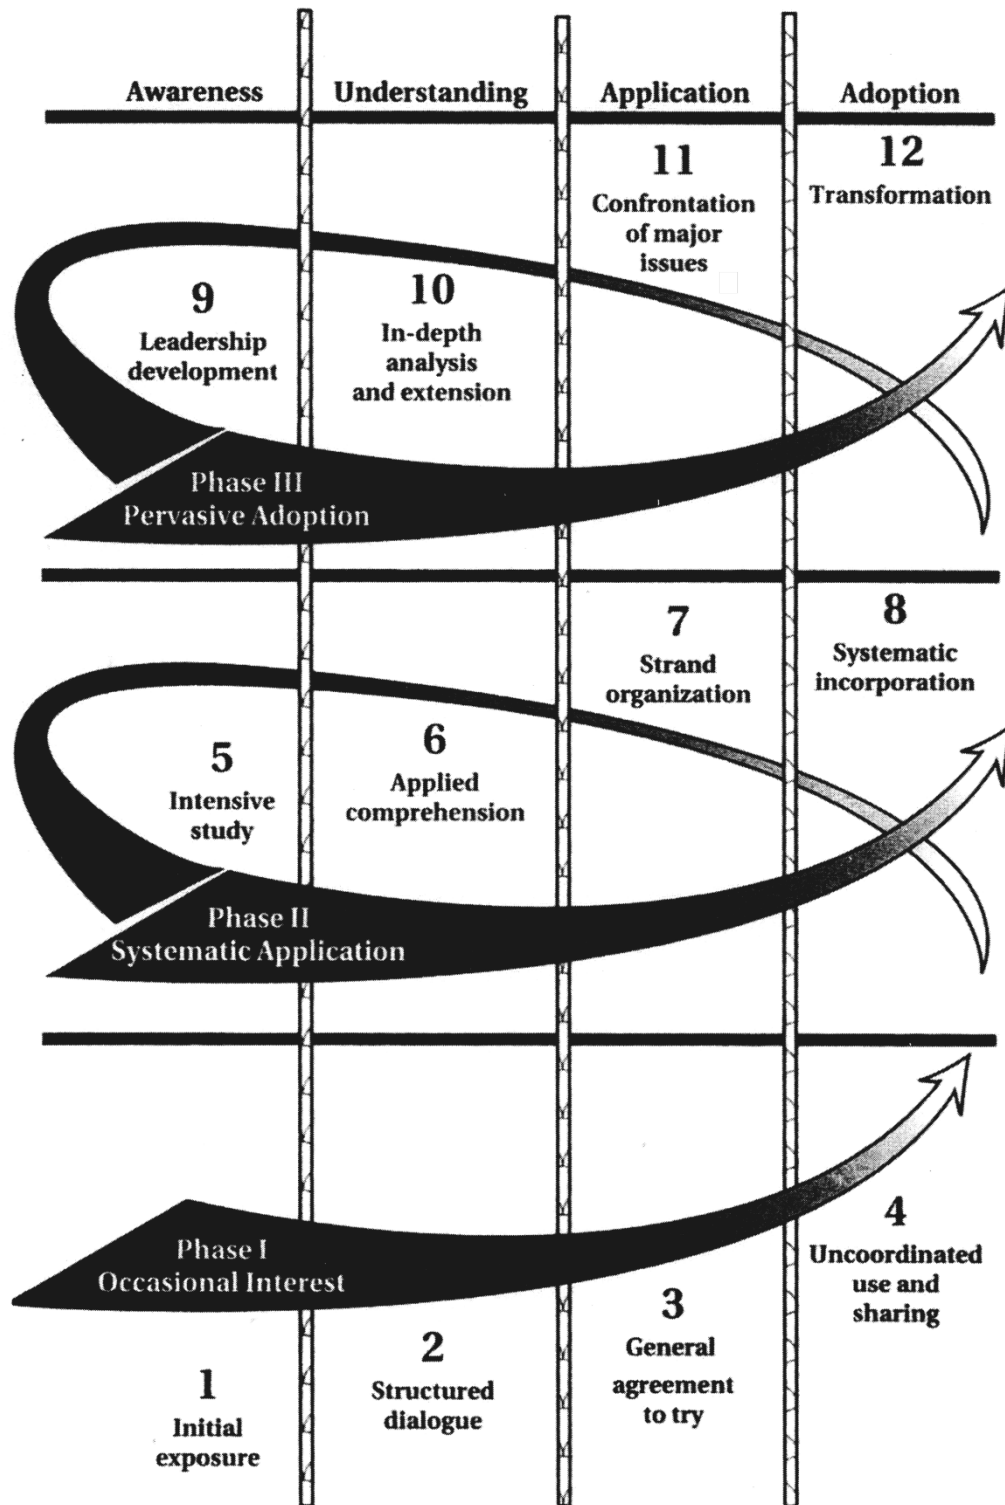 Awareness
Understanding
Application
Adoption
11
Confrontation
of major
issues
12
Transformation
9
Leadership
development
10
In-depth
analysis
and extension
Phase III
Pervasive Adoption
7
Strand
organization
8
Systematic
incorporation
5
Intensive
study
6
Applied
comprehension
Phase II
Systematic Application
Phase I
Occasional Interest
4
Uncoordinated
use and
sharing
3
General
agreement
to try
2
Structured
dialogue
1
Initial
exposure